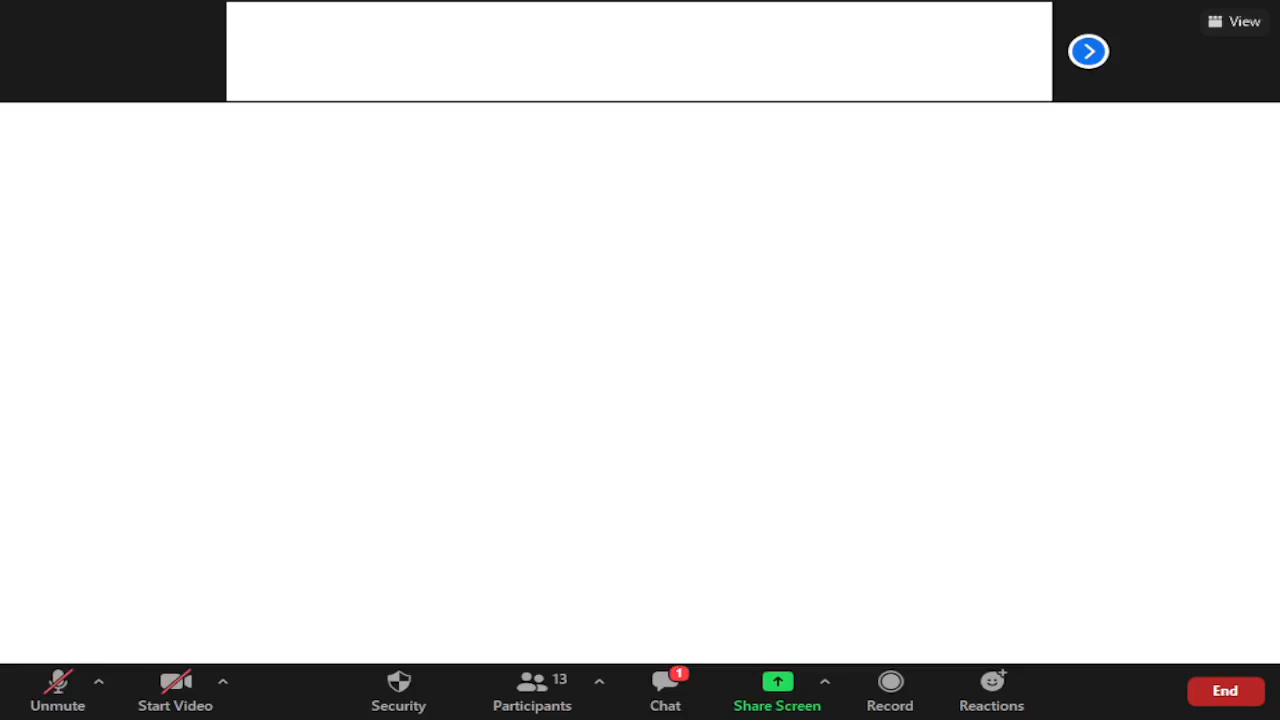 View
13
1
Unmute
Start Video
Security
Participants
Chat
Share Screen
Record
Reactions
End